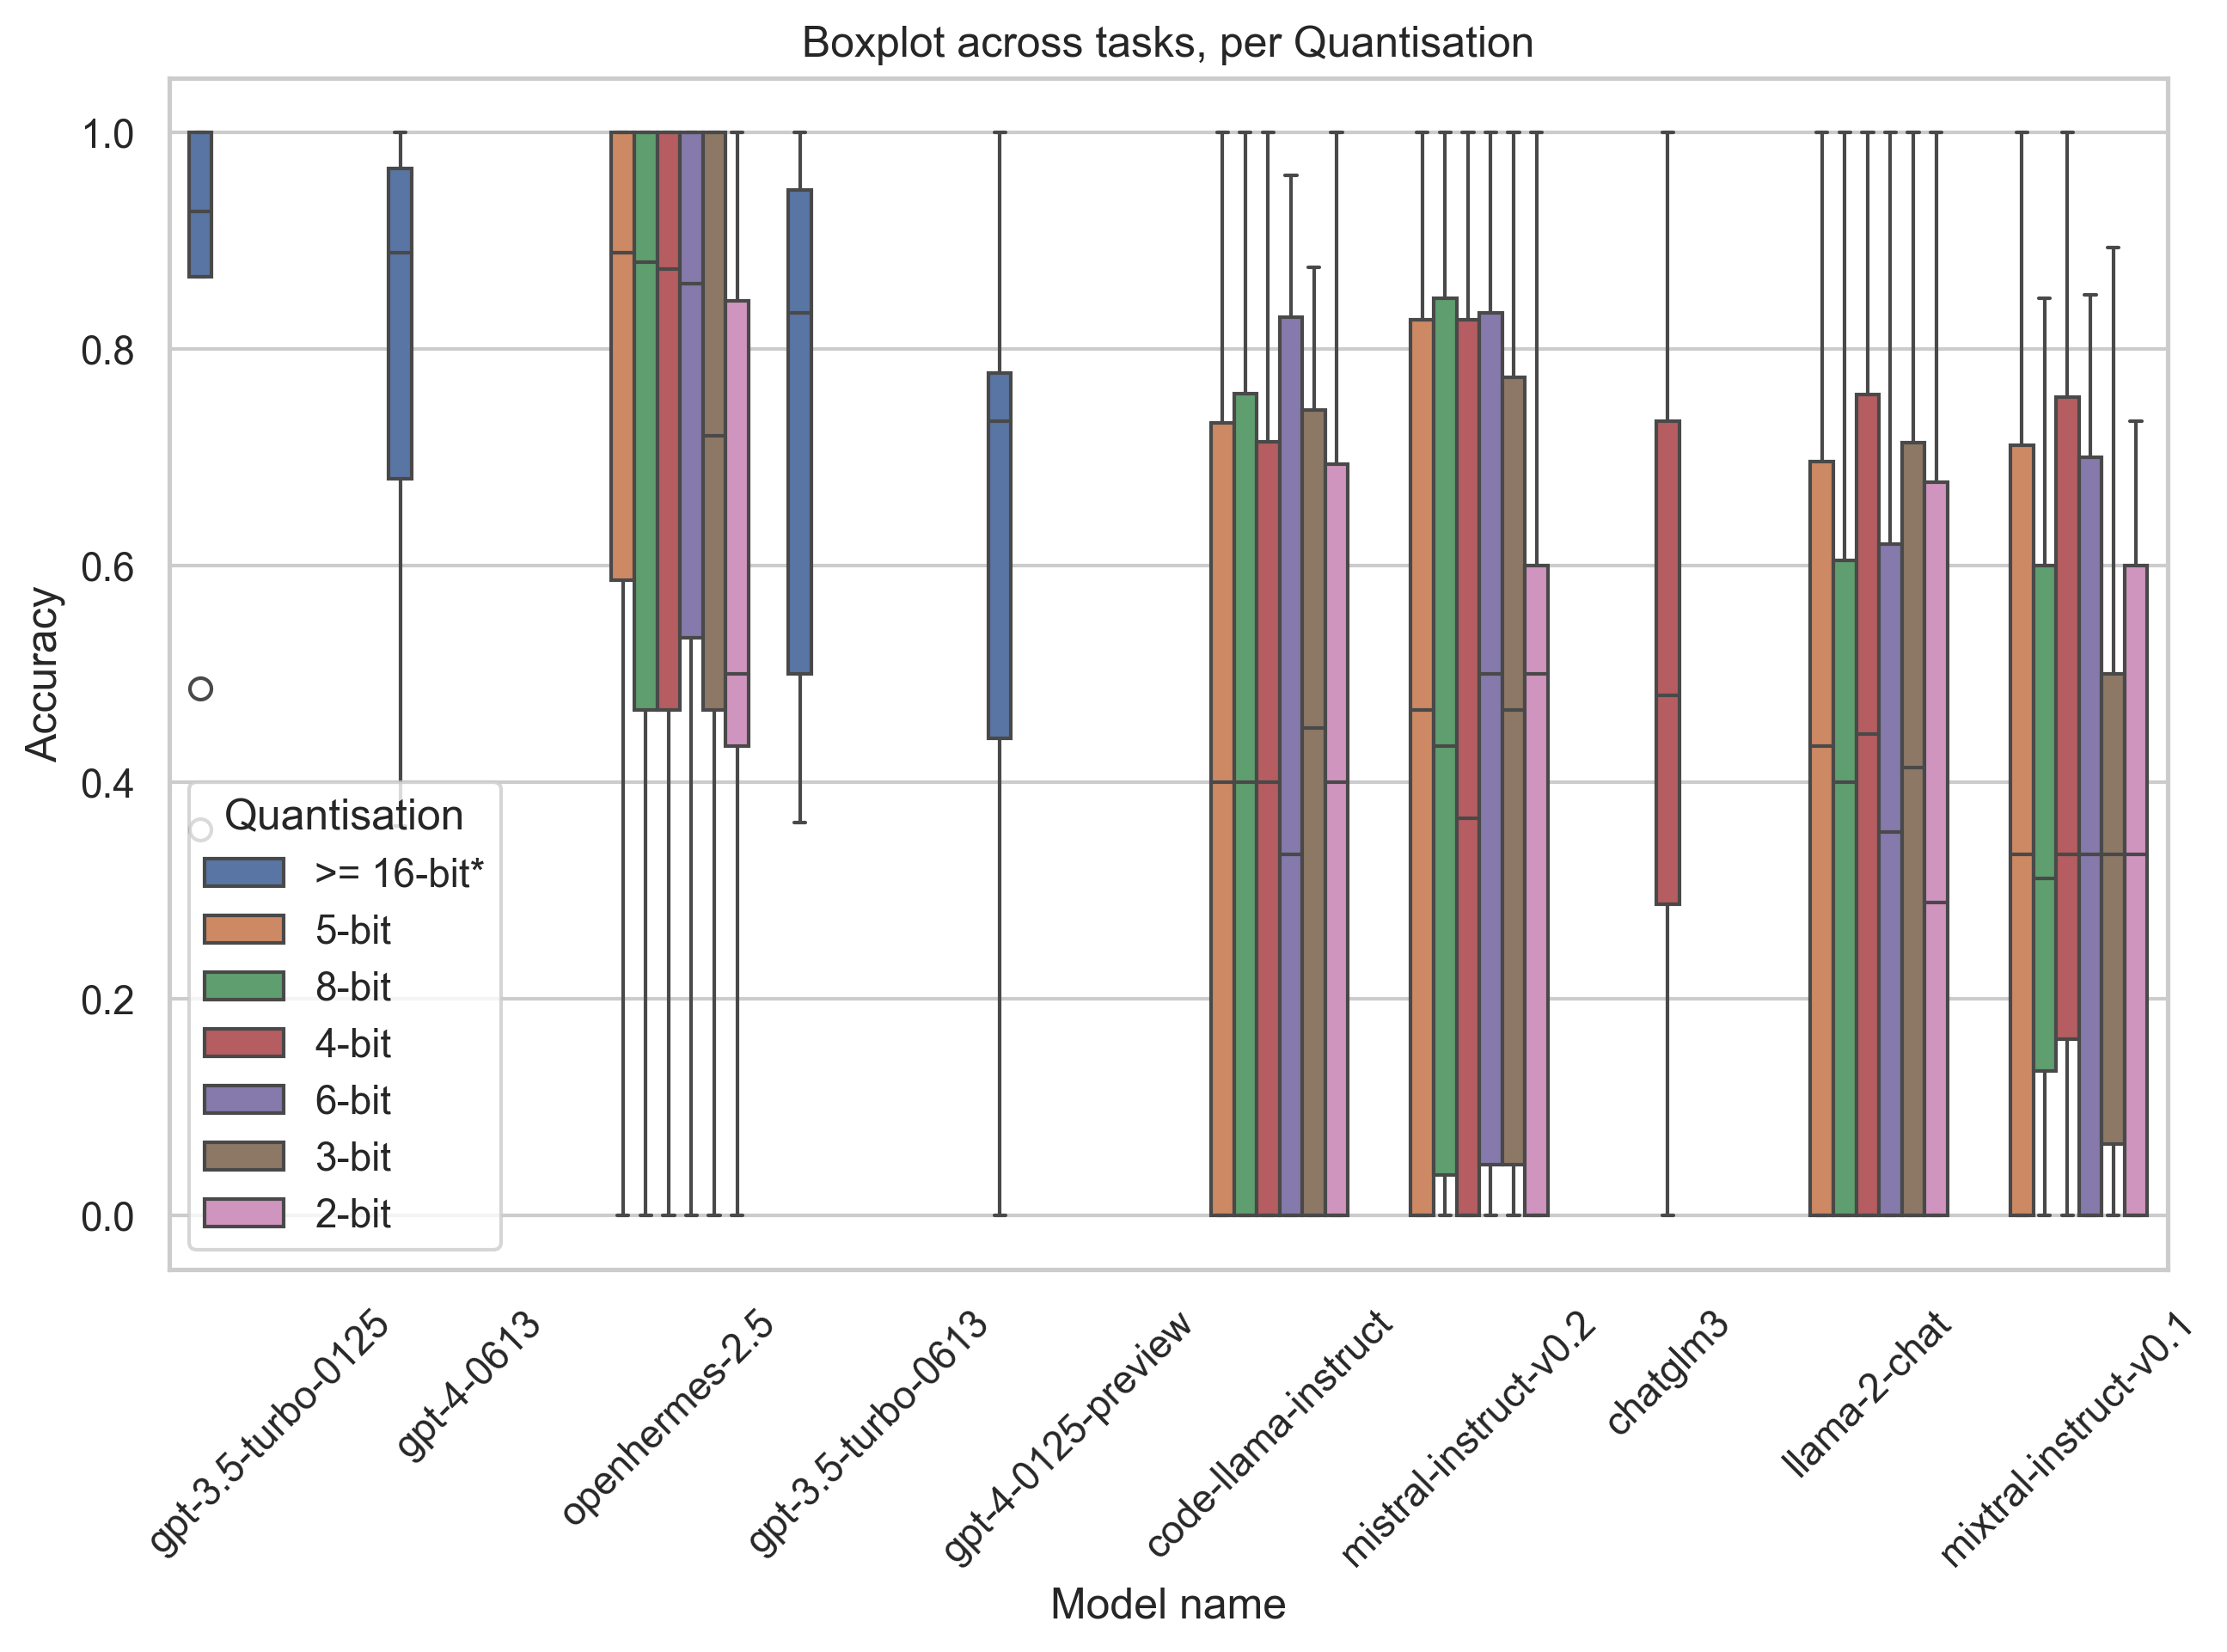 Boxplot across tasks, per Quantisation
Accuracy
1.0
0.8
0.6
0.4
0.2
0.0
Quantisation
>= 16-bit*
5-bit
8-bit
4-bit
6-bit
3-bit
2-bit
gpt-3.5-turbo-0125
gpt-4-0613
openhermes-2.5
gpt-3.5-turbo-0613
gpt-4-0125-preview
code-llama-instruct
mistral-instruct-v0.2
chatglm3
llama-2-chat
mixtral-instruct-v0.1
Model name